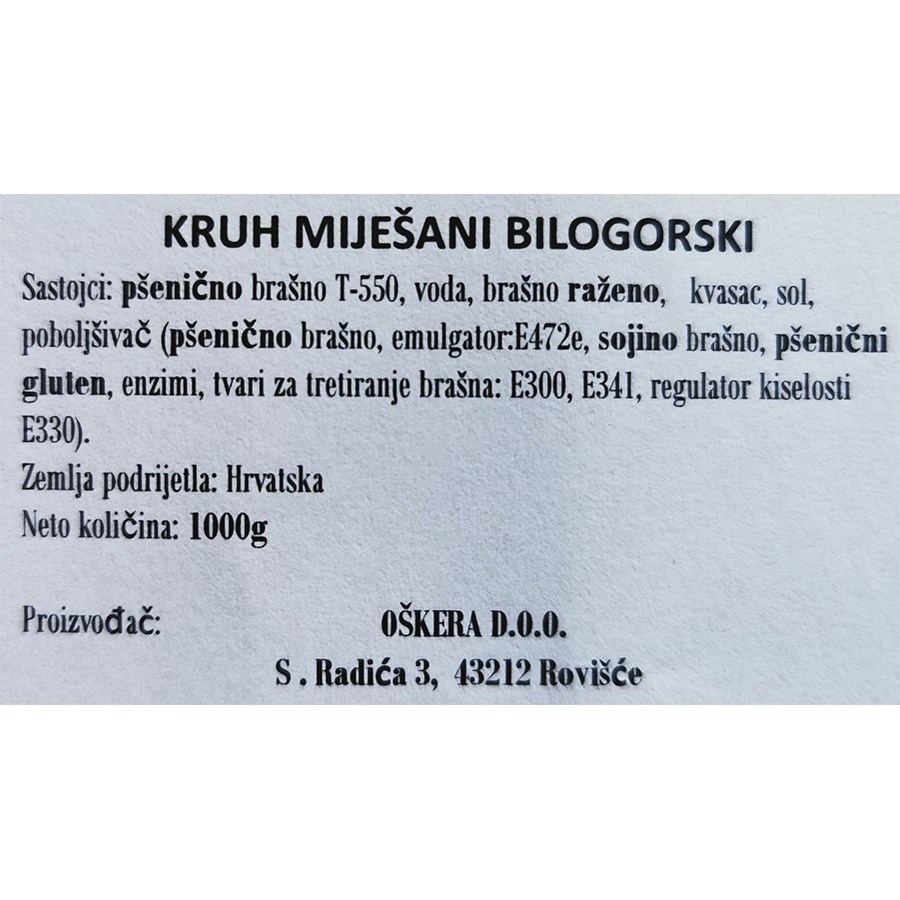 KRUH MIJEŠANI BILOGORSKI
Sastojci: pšenično brašno T-550, voda, brašno raženo, kvasac, sol,
poboljšivač (pšenično brašno, emulgator:E472e, sojino brašno, pšenični
gluten, enzimi, tvari za tretiranje brašna: E300, E341, regulator kiselosti
E330).
Zemlja podrijetla: Hrvatska
Neto količina: 1000g
Proizvođač: OŠKERA D.O.O.
S . Radića 3, 43212 Rovišće